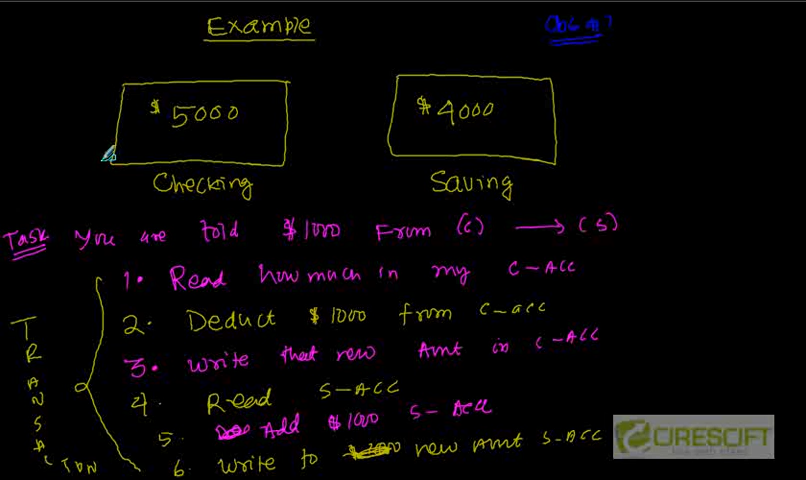 Example
$ 5000
$ 4000
Checking
Saving
Task You are told $1000 From (c) → (s)
1. Read how much in my C-ACC
2. Deduct $1000 from C-acc
3. Write that new Amt in C-ACC
4. Read S-ACC
5. Add $1000 S-ACC
6. Write to new Amt S-ACC
TRANSACTION